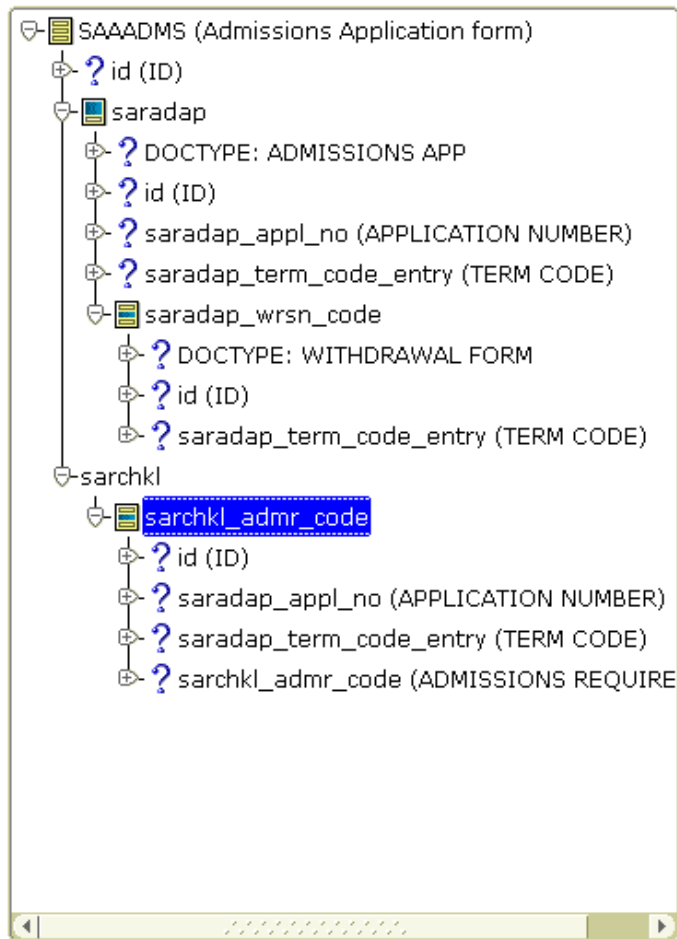 SAAADMS (Admissions Application form)
id (ID)
saradap
DOCTYPE: ADMISSIONS APP
id (ID)
saradap_appl_no (APPLICATION NUMBER)
saradap_term_code_entry (TERM CODE)
saradap_wrsn_code
DOCTYPE: WITHDRAWAL FORM
id (ID)
saradap_term_code_entry (TERM CODE)
sarchkl
sarchkl_admr_code
id (ID)
saradap_appl_no (APPLICATION NUMBER)
saradap_term_code_entry (TERM CODE)
sarchkl_admr_code (ADMISSIONS REQUIRE